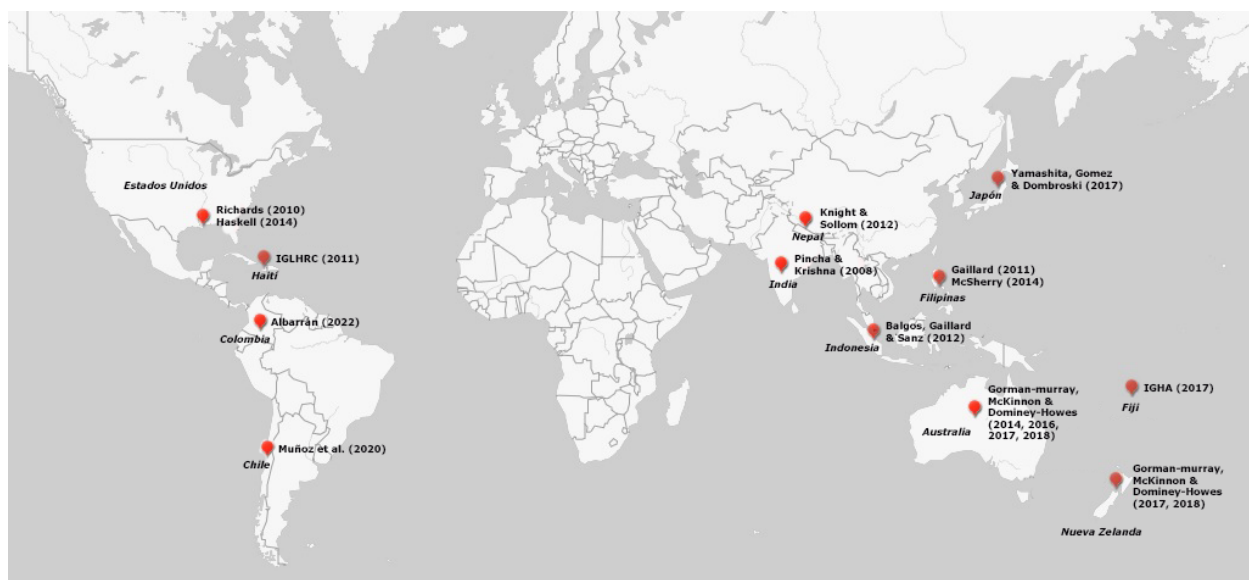 Estados Unidos
Richards (2010)
Haskell (2014)
IGLHRC (2011)
Haití
Albarrán (2022)
Colombia
Muñoz et al. (2020)
Chile
Knight &
Sollom (2012)
Nepal
Pincha &
Krishna (2008)
India
Yamashita, Gomez
& Dombroski (2017)
Japón
Gaillard (2011)
McSherry (2014)
Filipinas
Balgos, Gaillard
& Sanz (2012)
Indonesia
Gorman-murray,
McKinnon &
Dominey-Howes
(2014, 2016,
2017, 2018)
Australia
IGHA (2017)
Fiji
Gorman-murray,
McKinnon &
Dominey-Howes
(2017, 2018)
Nueva Zelanda